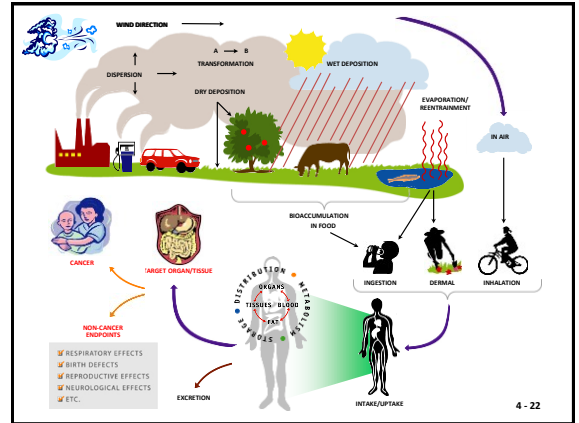 WIND DIRECTION
A → B
TRANSFORMATION
WET DEPOSITION
DISPERSION
DRY DEPOSITION
EVAPORATION/
REENTRAINMENT
IN AIR
BIOACCUMULATION
IN FOOD
CANCER
TARGET ORGAN/TISSUE
INGESTION
DERMAL
INHALATION
DISTRIBUTION
METABOLISM
STORAGE
ORGANS
TISSUES
BLOOD
FAT
NON-CANCER
ENDPOINTS
RESPIRATORY EFFECTS
BIRTH DEFECTS
REPRODUCTIVE EFFECTS
NEUROLOGICAL EFFECTS
ETC.
EXCRETION
INTAKE/UPTAKE
4 - 22